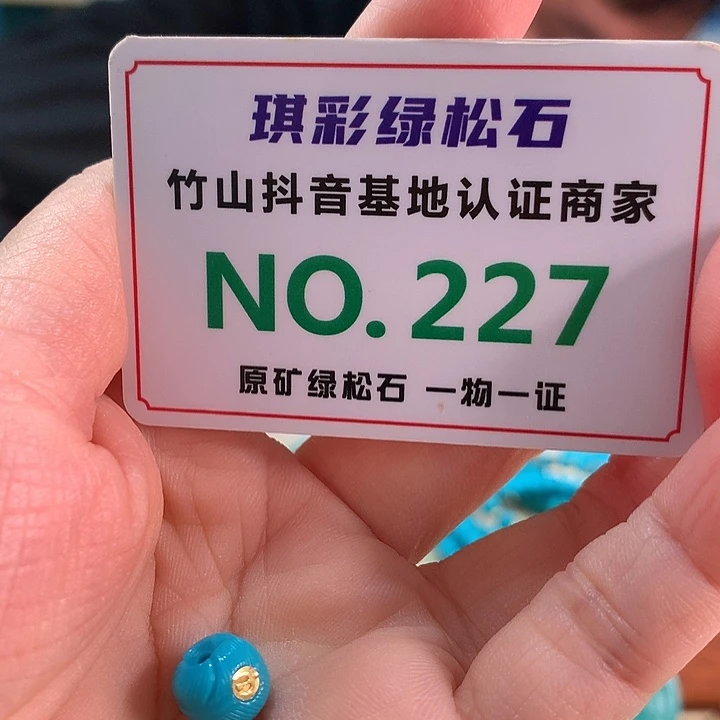 琪彩绿松石
竹山抖音基地认证商家
NO.227
原矿绿松石 一物一证